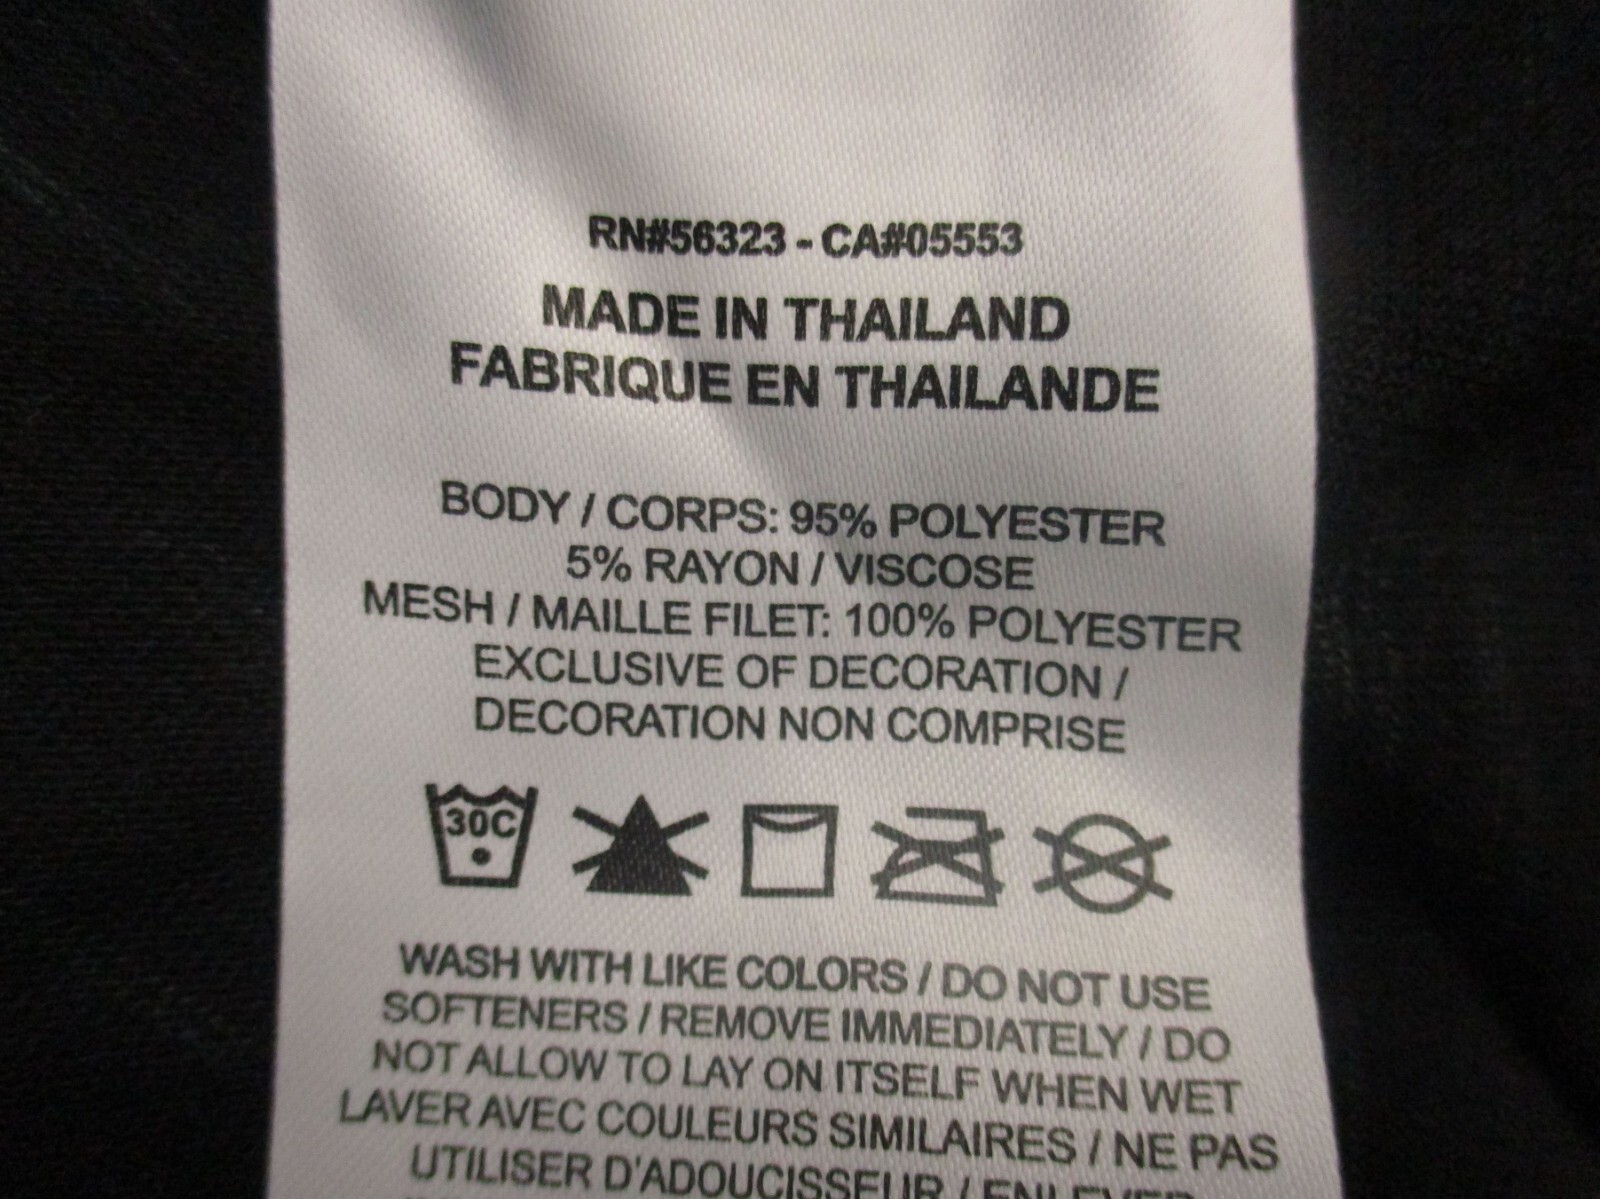 RN#56323 - CA#05553
MADE IN THAILAND
FABRIQUE EN THAILANDE
BODY / CORPS: 95% POLYESTER
5% RAYON / VISCOSE
MESH / MAILLE FILET: 100% POLYESTER
EXCLUSIVE OF DECORATION /
DECORATION NON COMPRISE
30C
WASH WITH LIKE COLORS / DO NOT USE
SOFTENERS / REMOVE IMMEDIATELY / DO
NOT ALLOW TO LAY ON ITSELF WHEN WET
LAVER AVEC COULEURS SIMILAIRES / NE PAS
UTILISER D'ADOUCISSEUR / ENLEVER